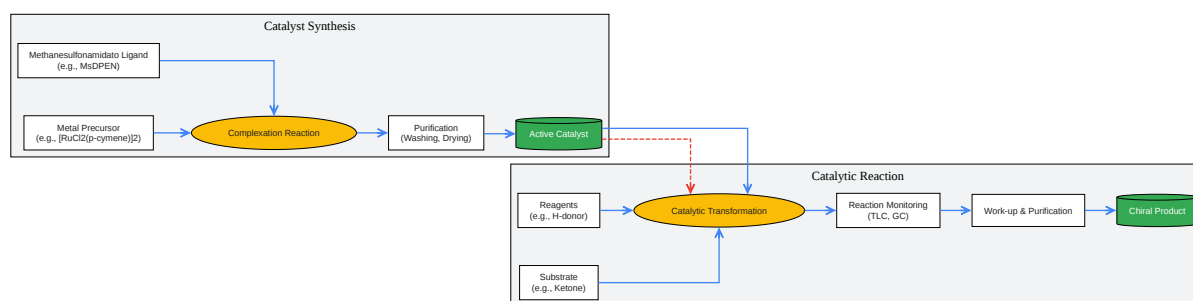 Catalyst Synthesis
Methanesulfonamidato Ligand
(e.g., MsDPEN)
Metal Precursor
(e.g., [RuCl2(p-cymene)]2)
Complexation Reaction
Purification
(Washing, Drying)
Active Catalyst
Catalytic Reaction
Reagents
(e.g., H-donor)
Catalytic Transformation
Reaction Monitoring
(TLC, GC)
Work-up & Purification
Chiral Product
Substrate
(e.g., Ketone)